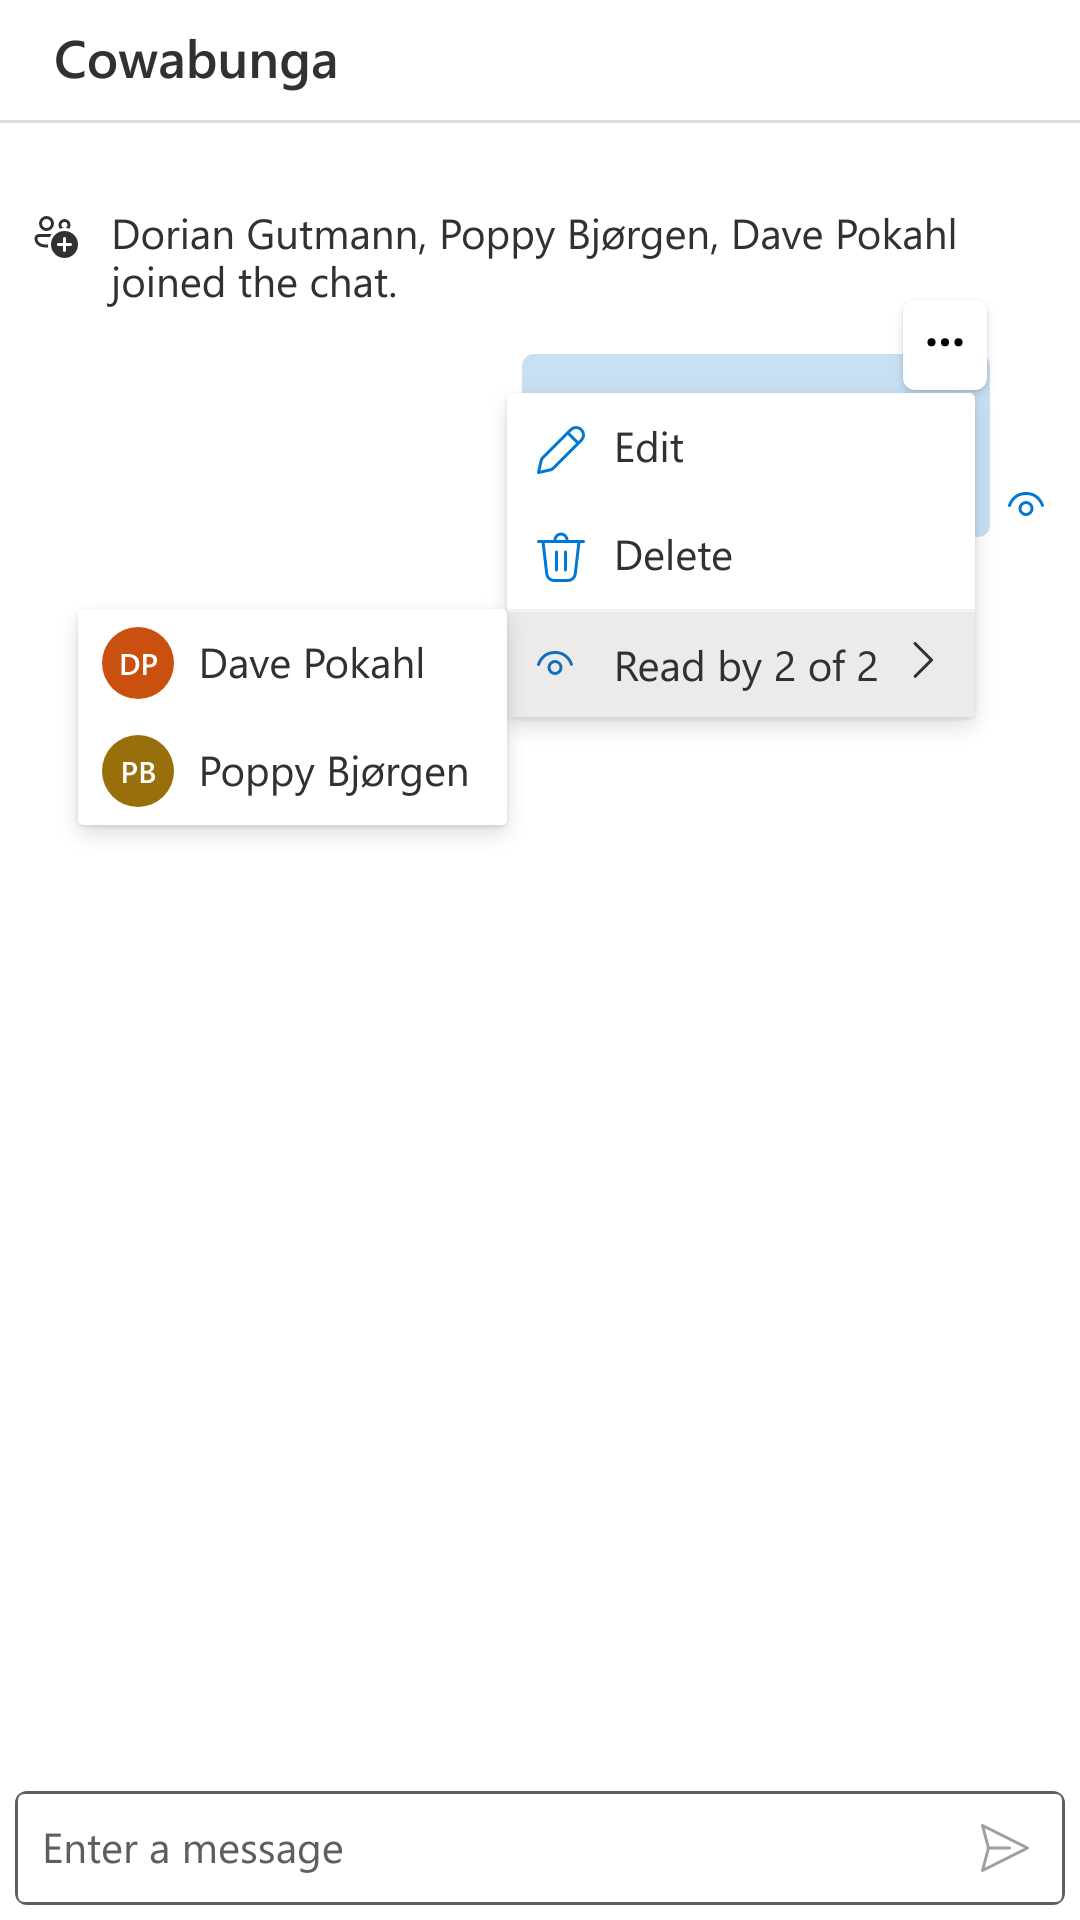 Cowabunga
Dorian Gutmann, Poppy Bjørgen, Dave Pokahl
joined the chat.
Edit
Delete
Read by 2 of 2
DP Dave Pokahl
PB Poppy Bjørgen
Enter a message